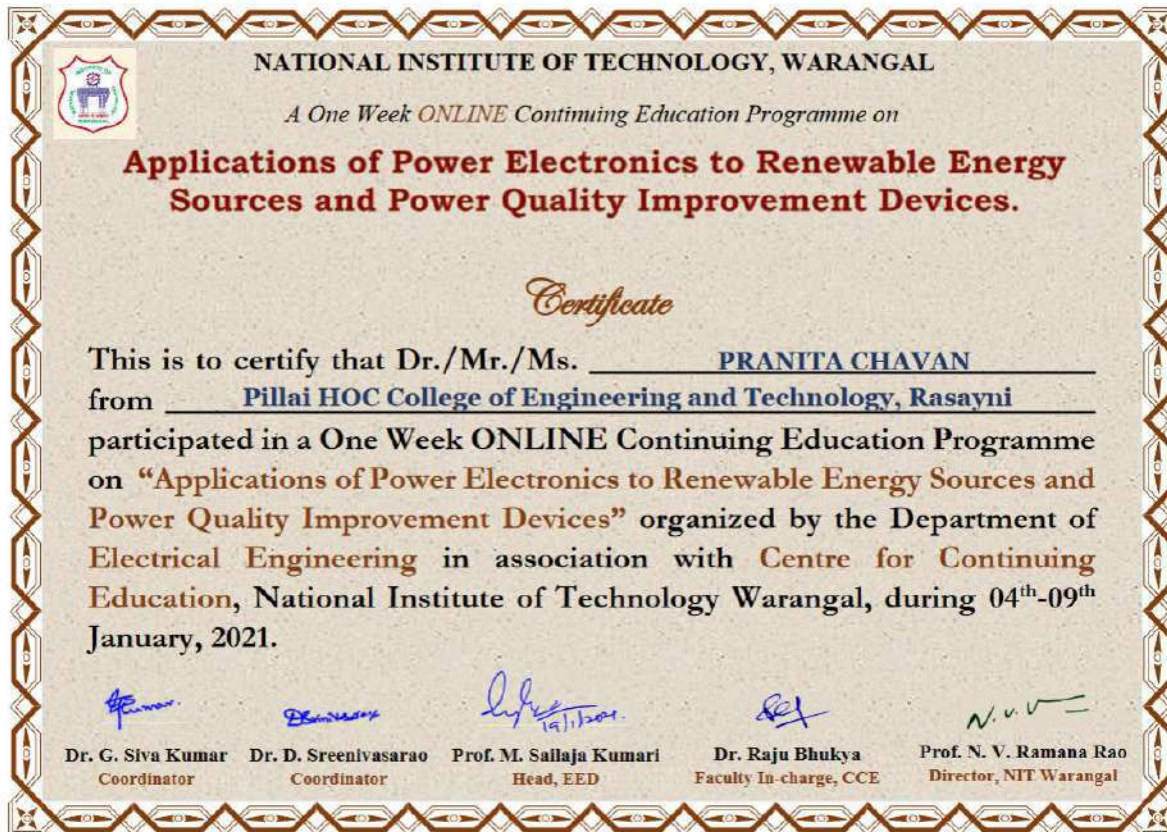 NATIONAL INSTITUTE OF TECHNOLOGY, WARANGAL
A One Week ONLINE Continuing Education Programme on
Applications of Power Electronics to Renewable Energy
Sources and Power Quality Improvement Devices.
Certificate
This is to certify that Dr./Mr./Ms. PRANITA CHAVAN
from Pillai HOC College of Engineering and Technology, Rasayni
participated in a One Week ONLINE Continuing Education Programme
on “Applications of Power Electronics to Renewable Energy Sources and
Power Quality Improvement Devices” organized by the Department of
Electrical Engineering in association with Centre for Continuing
Education, National Institute of Technology Warangal, during 04th-09th
January, 2021.
19/1/2021.
N. V. R
Dr. G. Siva Kumar Dr. D. Sreenivasarao Prof. M. Sailaja Kumari Dr. Raju Bhukya Prof. N. V. Ramana Rao
Coordinator Coordinator Head, EED Faculty In-charge, CCE Director, NIT Warangal